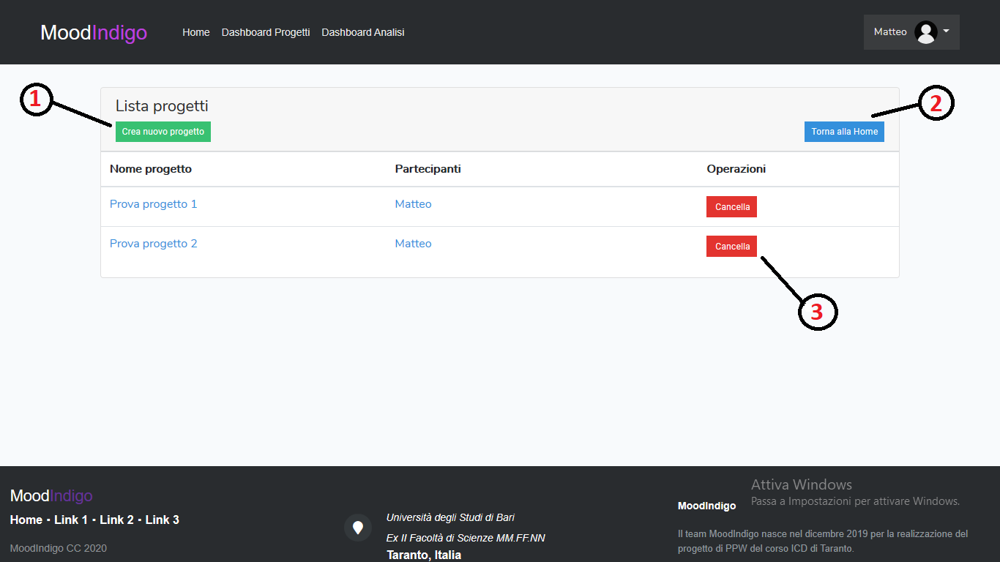 MoodIndigo Home Dashboard Progetti Dashboard Analisi Matteo
1
Lista progetti
2
Crea nuovo progetto Torna alla Home
Nome progetto Partecipanti Operazioni
Prova progetto 1 Matteo Cancella
Prova progetto 2 Matteo Cancella
3
MoodIndigo
Home · Link 1 · Link 2 · Link 3
MoodIndigo CC 2020
Università degli Studi di Bari
Ex II Facoltà di Scienze MM.FF.NN
Taranto, Italia
Attiva Windows
Passa a Impostazioni per attivare Windows.
MoodIndigo
Il team MoodIndigo nasce nel dicembre 2019 per la realizzazione del
progetto di PPW del corso ICD di Taranto.